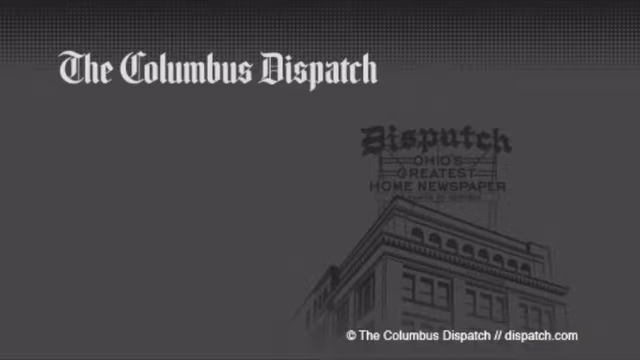 The Columbus Dispatch
Dispatch
OHIO'S
GREATEST
HOME NEWSPAPER
© The Columbus Dispatch // dispatch.com